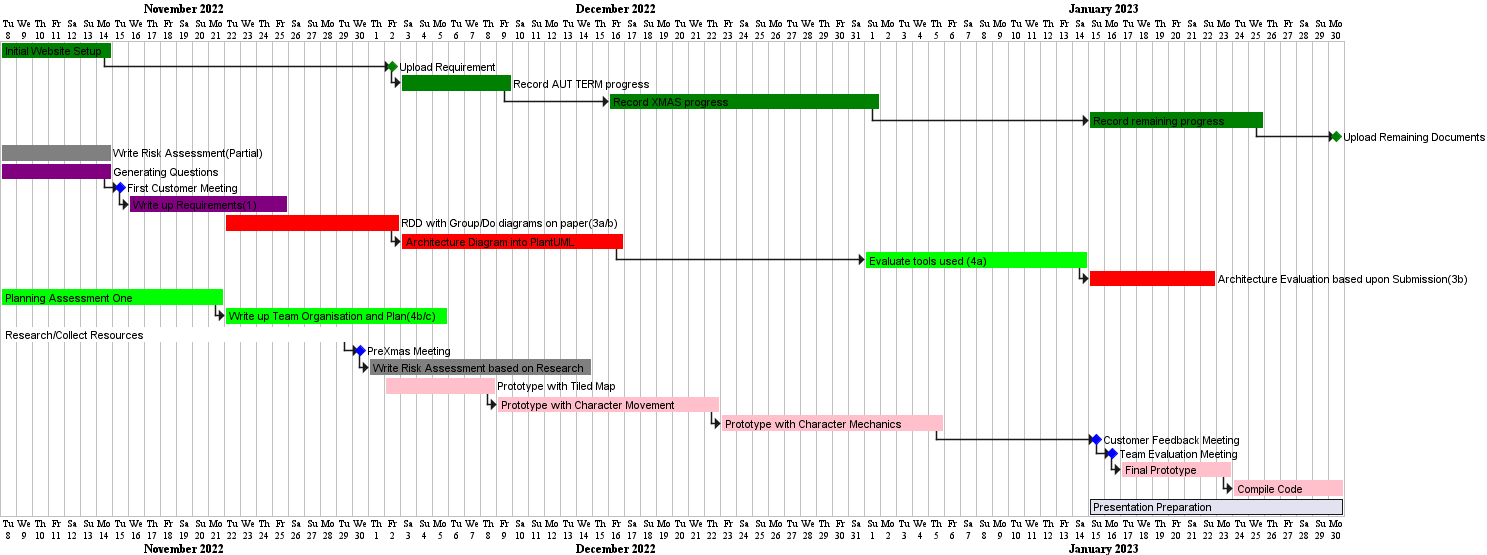 November 2022 December 2022 January 2023
Tu We Th Fr Sa Su Mo Tu We Th Fr Sa Su Mo Tu We Th Fr Sa Su Mo Tu We Th Fr Sa Su Mo Tu We Th Fr Sa Su Mo Tu We Th Fr Sa Su Mo Tu We Th Fr Sa Su Mo Tu We Th Fr Sa Su Mo Tu We Th Fr Sa Su Mo Tu We Th Fr Sa Su Mo Tu We Th Fr Sa Su Mo Tu We Th Fr Sa Su Mo
8 9 10 11 12 13 14 15 16 17 18 19 20 21 22 23 24 25 26 27 28 29 30 1 2 3 4 5 6 7 8 9 10 11 12 13 14 15 16 17 18 19 20 21 22 23 24 25 26 27 28 29 30 31 1 2 3 4 5 6 7 8 9 10 11 12 13 14 15 16 17 18 19 20 21 22 23 24 25 26 27 28 29 30
Initial Website Setup
Upload Requirement
Record AUT TERM progress
Record XMAS progress
Record remaining progress
Upload Remaining Documents
Write Risk Assessment(Partial)
Generating Questions
First Customer Meeting
Write up Requirements(1)
RDD with Group/Do diagrams on paper(3a/b)
Architecture Diagram into PlantUML
Evaluate tools used (4a)
Architecture Evaluation based upon Submission(3b)
Planning Assessment One
Write up Team Organisation and Plan(4b/c)
Research/Collect Resources
PreXmas Meeting
Write Risk Assessment based on Research
Prototype with Tiled Map
Prototype with Character Movement
Prototype with Character Mechanics
Customer Feedback Meeting
Team Evaluation Meeting
Final Prototype
Compile Code
Presentation Preparation
Tu We Th Fr Sa Su Mo Tu We Th Fr Sa Su Mo Tu We Th Fr Sa Su Mo Tu We Th Fr Sa Su Mo Tu We Th Fr Sa Su Mo Tu We Th Fr Sa Su Mo Tu We Th Fr Sa Su Mo Tu We Th Fr Sa Su Mo Tu We Th Fr Sa Su Mo Tu We Th Fr Sa Su Mo Tu We Th Fr Sa Su Mo Tu We Th Fr Sa Su Mo
8 9 10 11 12 13 14 15 16 17 18 19 20 21 22 23 24 25 26 27 28 29 30 1 2 3 4 5 6 7 8 9 10 11 12 13 14 15 16 17 18 19 20 21 22 23 24 25 26 27 28 29 30 31 1 2 3 4 5 6 7 8 9 10 11 12 13 14 15 16 17 18 19 20 21 22 23 24 25 26 27 28 29 30
November 2022 December 2022 January 2023